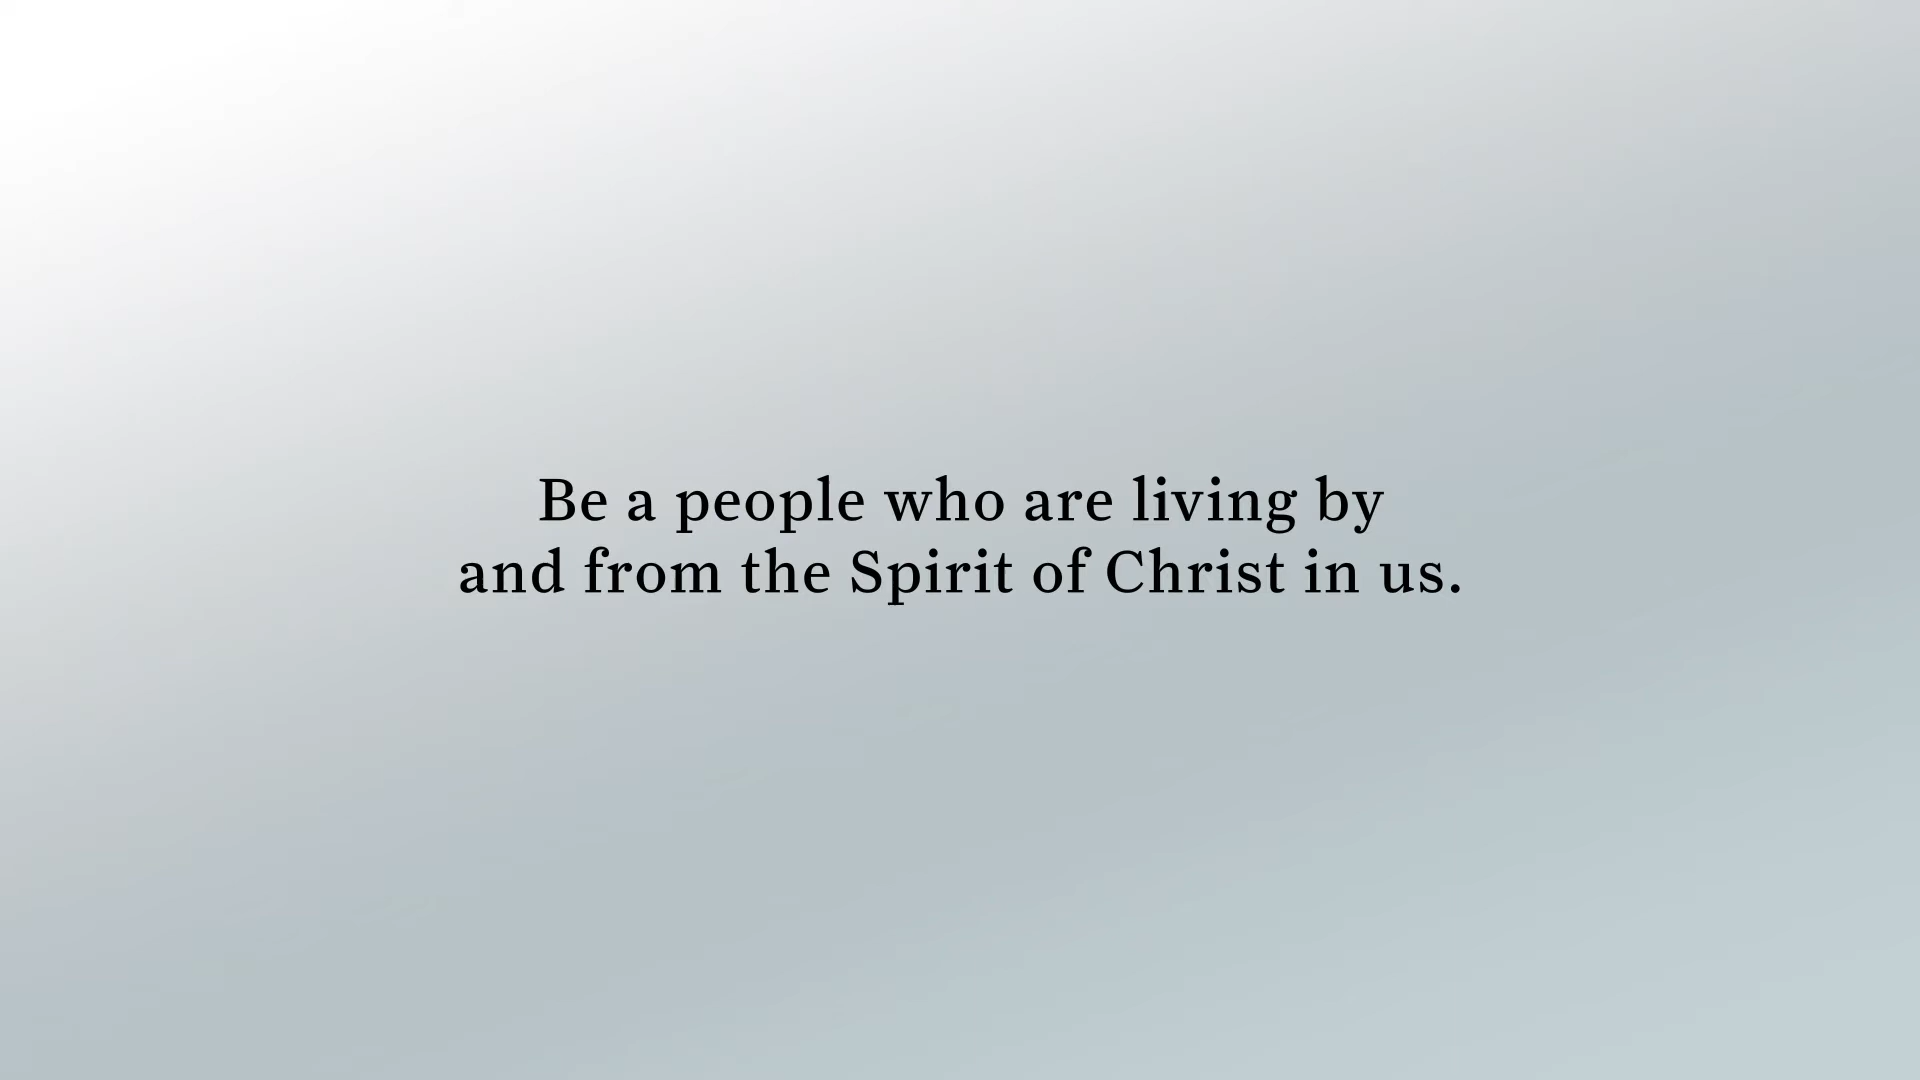 Be a people who are living by
and from the Spirit of Christ in us.